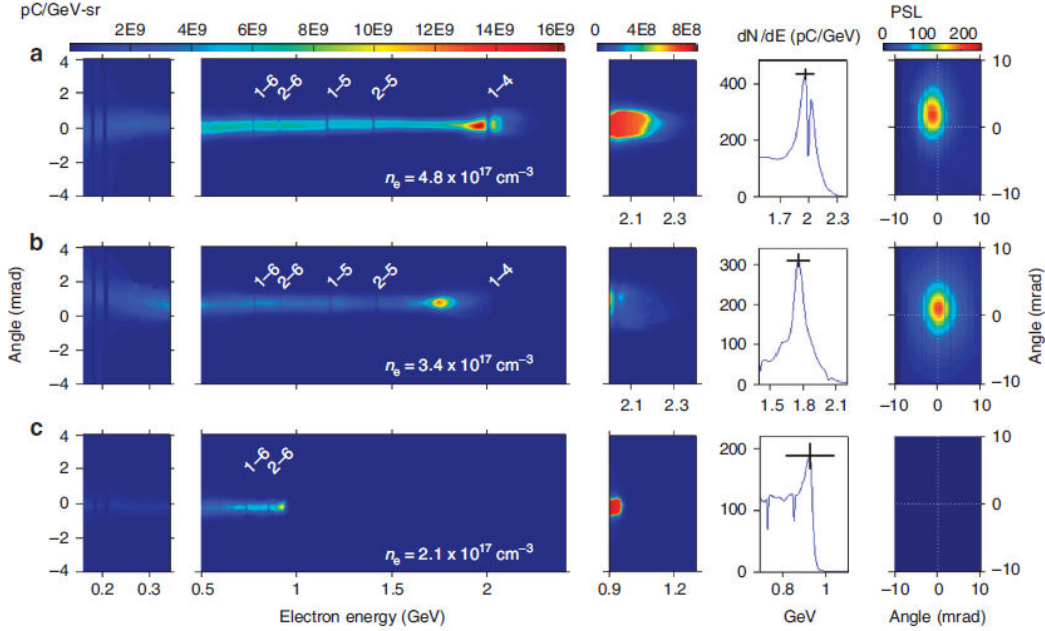 pC/GeV-sr
2E9 4E9 6E9 8E9 10E9 12E9 14E9 16E9
0 4E8 8E8
dN/dE (pC/GeV)
PSL
0 100 200
a
4
2
0
−2
−4
1–6 2–6 1–5 2–5 1–4
nₑ = 4.8 x 10¹⁷ cm⁻³
2.1 2.3
400
200
0
1.7 2 2.3
10
0
−10
−10 0 10
b
4
2
0
−2
−4
Angle (mrad)
1–6 2–6 1–5 2–5 1–4
nₑ = 3.4 x 10¹⁷ cm⁻³
2.1 2.3
300
200
100
0
1.5 1.8 2.1
10
0
−10
−10 0 10
Angle (mrad)
c
4
2
0
−2
−4
1–6 2–6
nₑ = 2.1 x 10¹⁷ cm⁻³
0.2 0.3
0.5 1 1.5 2
0.9 1.2
200
100
0
0.8 1
10
0
−10
−10 0 10
Electron energy (GeV)
GeV
Angle (mrad)